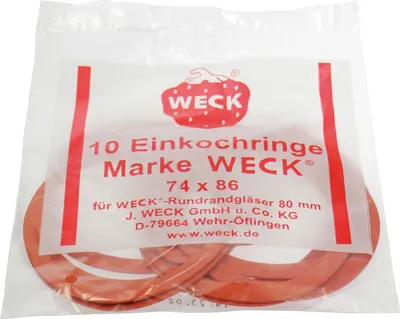 WECK
10 Einkochringe
Marke WECK®
74 x 86
für WECK®-Rundrandgläser 80 mm
J. WECK GmbH u. Co. KG
D-79664 Wehr-Öflingen
www.weck.de